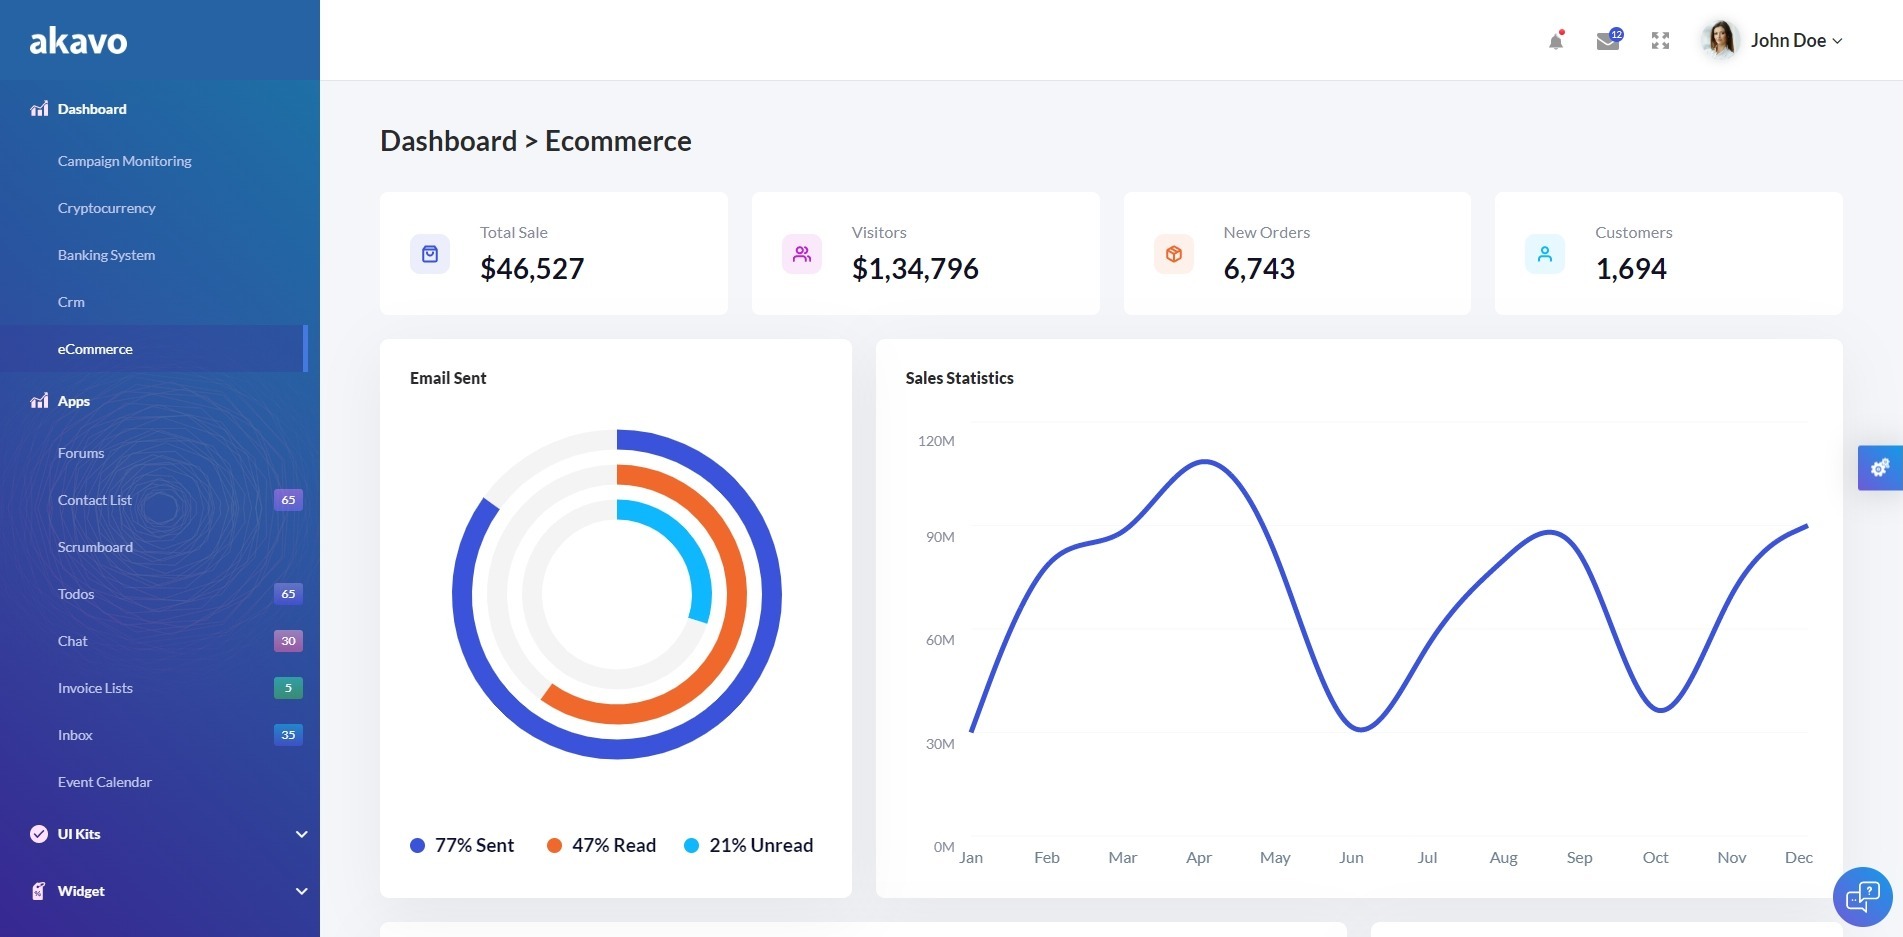 akavo
12
John Doe
Dashboard
Campaign Monitoring
Cryptocurrency
Banking System
Crm
eCommerce
Apps
Forums
Contact List 65
Scrumboard
Todos 65
Chat 30
Invoice Lists 5
Inbox 35
Event Calendar
UI Kits
Widget
Dashboard > Ecommerce
Total Sale
$46,527
Visitors
$1,34,796
New Orders
6,743
Customers
1,694
Email Sent
77% Sent 47% Read 21% Unread
Sales Statistics
120M
90M
60M
30M
0M
Jan Feb Mar Apr May Jun Jul Aug Sep Oct Nov Dec
?